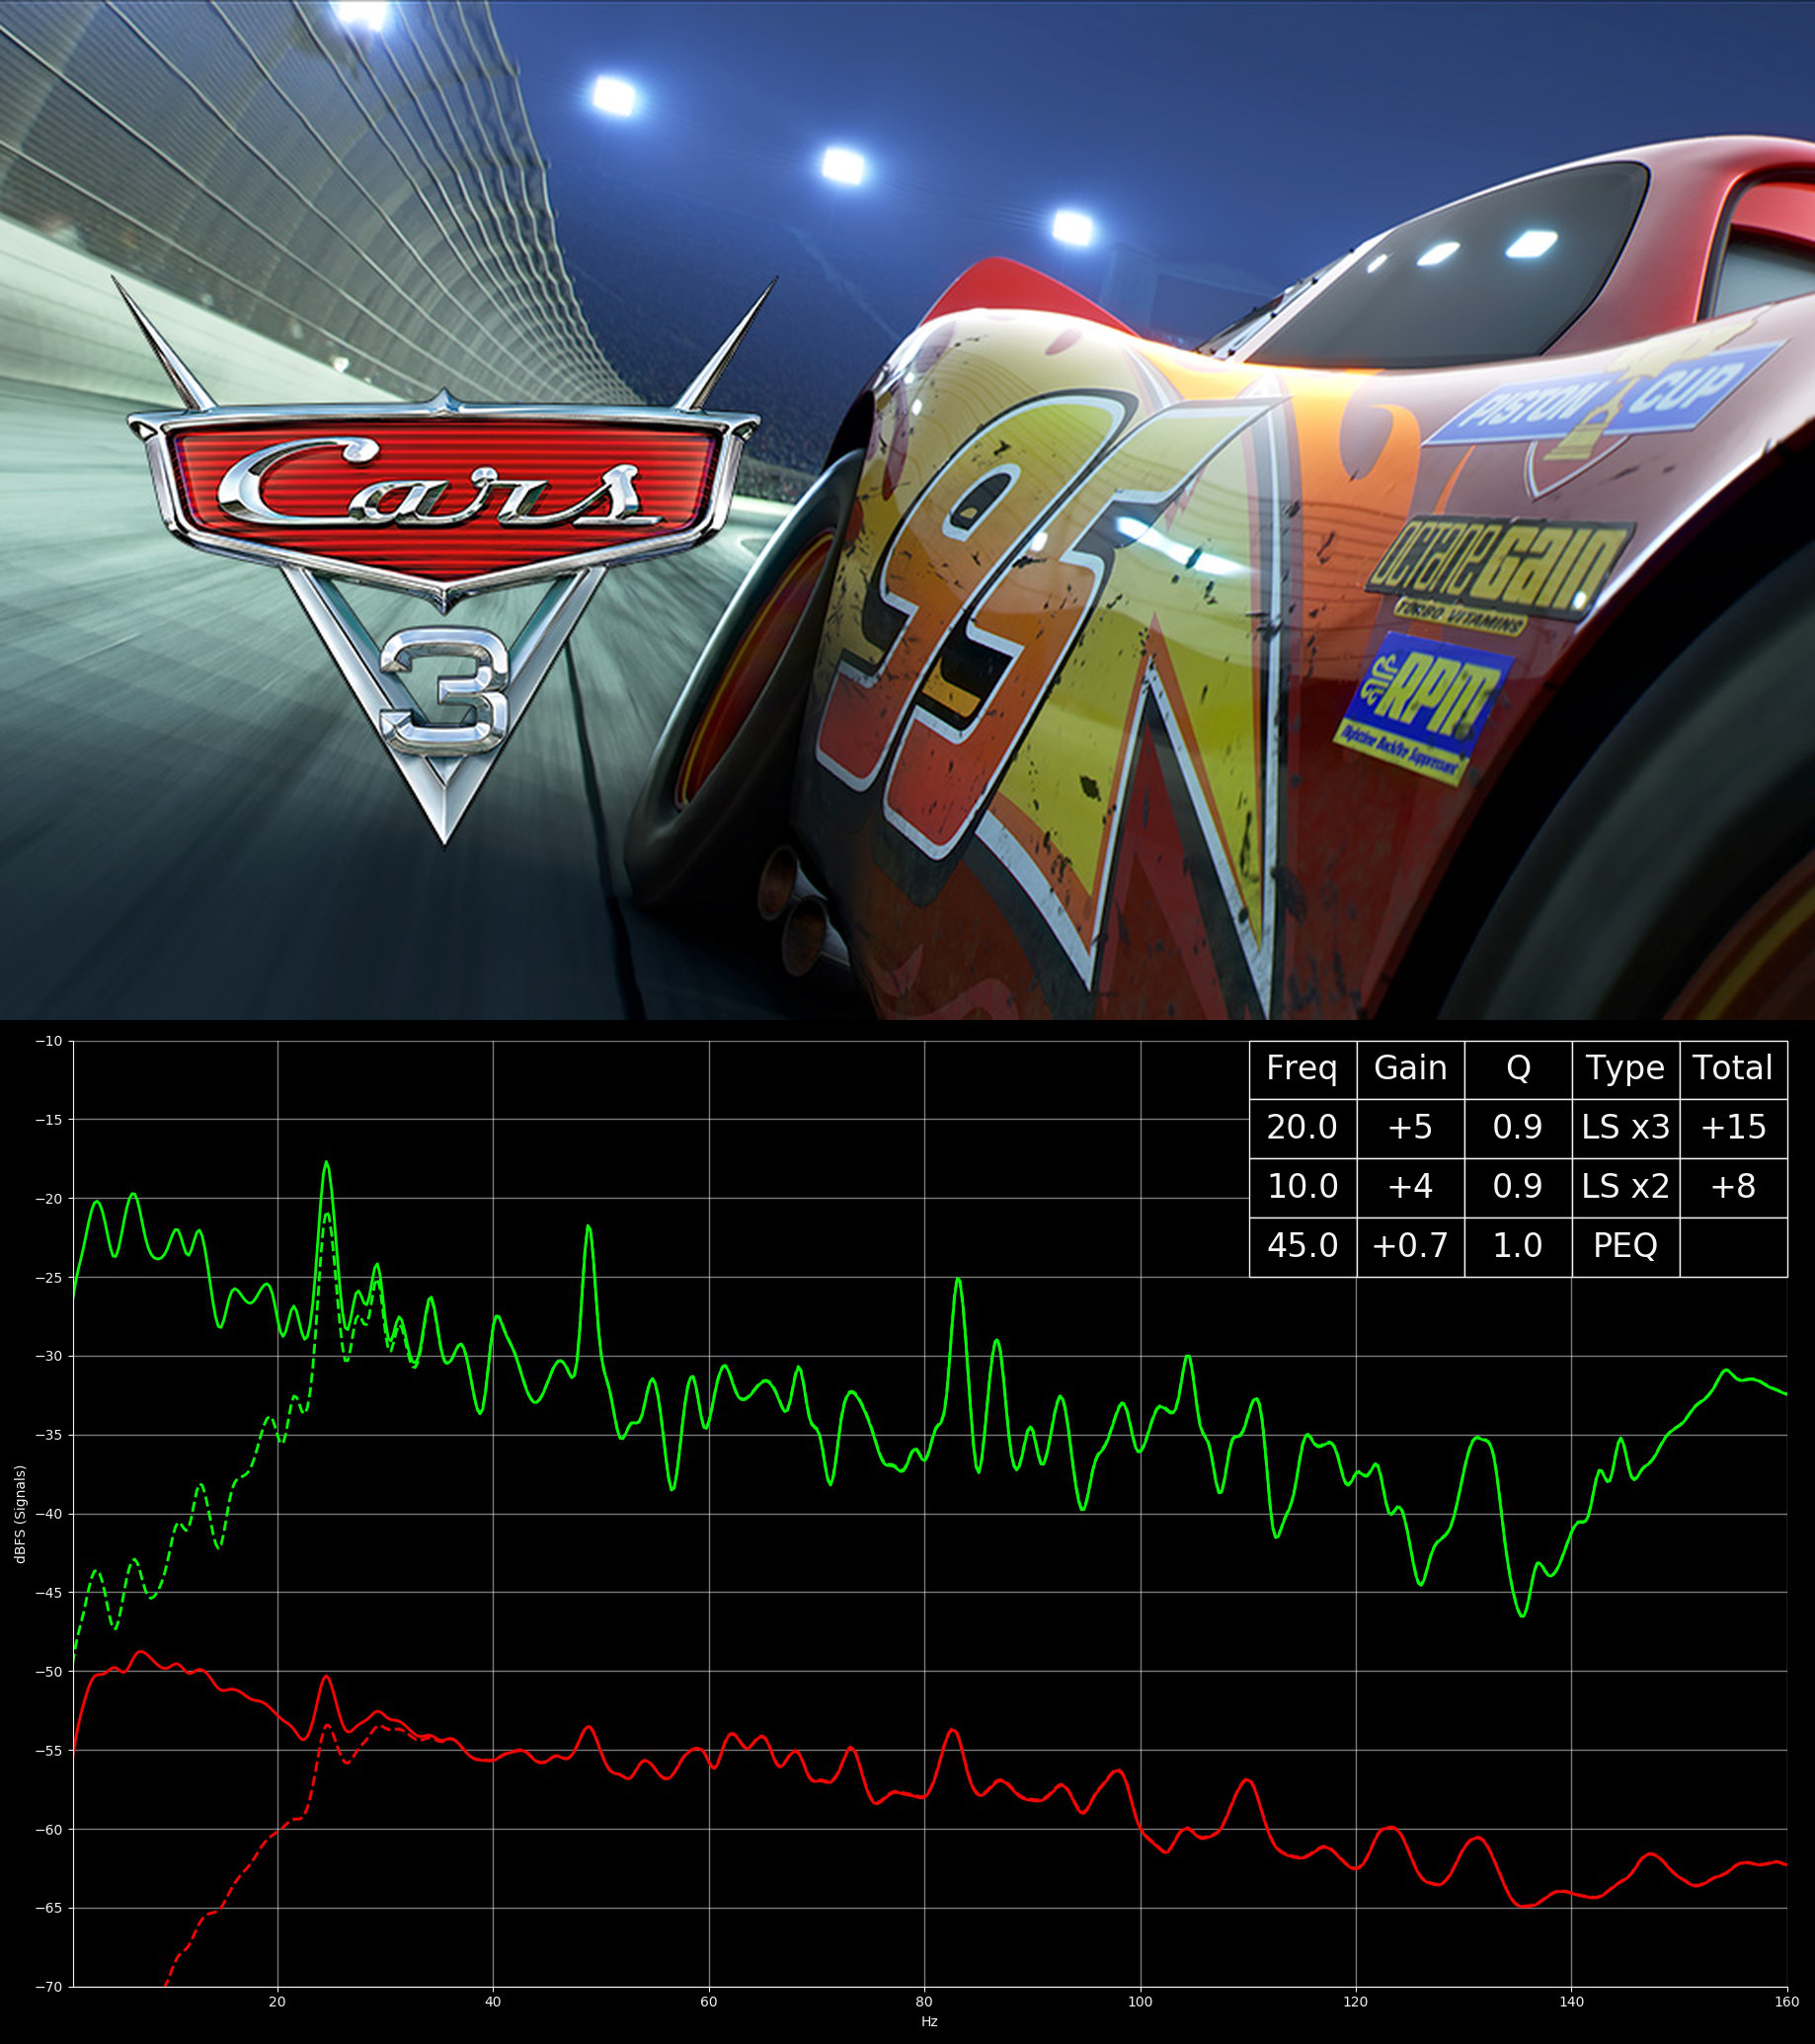 Cars
3
95
PISTON CUP
OCTANE GAIN
TURBO VITAMINS
RPM
Freq Gain Q Type Total
20.0 +5 0.9 LS x3 +15
10.0 +4 0.9 LS x2 +8
45.0 +0.7 1.0 PEQ
−10
−15
−20
−25
−30
−35
−40
−45
−50
−55
−60
−65
−70
dBFS (Signals)
20 40 60 80 100 120 140 160
Hz